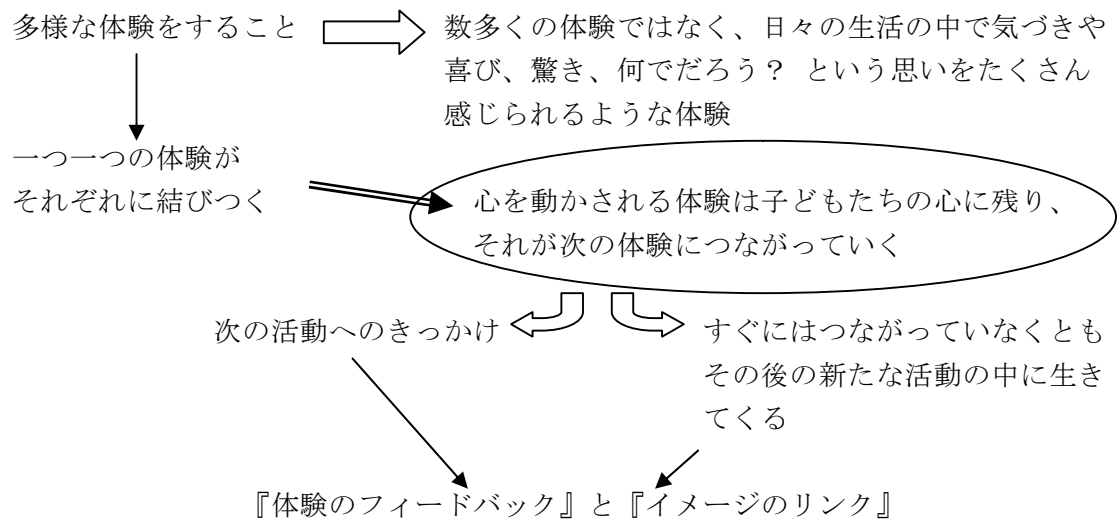 多様な体験をすること
数多くの体験ではなく、日々の生活の中で気づきや
喜び、驚き、何でだろう？ という思いをたくさん
感じられるような体験
一つ一つの体験が
それぞれに結びつく
心を動かされる体験は子どもたちの心に残り、
それが次の体験につながっていく
次の活動へのきっかけ
すぐにはつながっていなくとも
その後の新たな活動の中に生き
てくる
『体験のフィードバック』と『イメージのリンク』